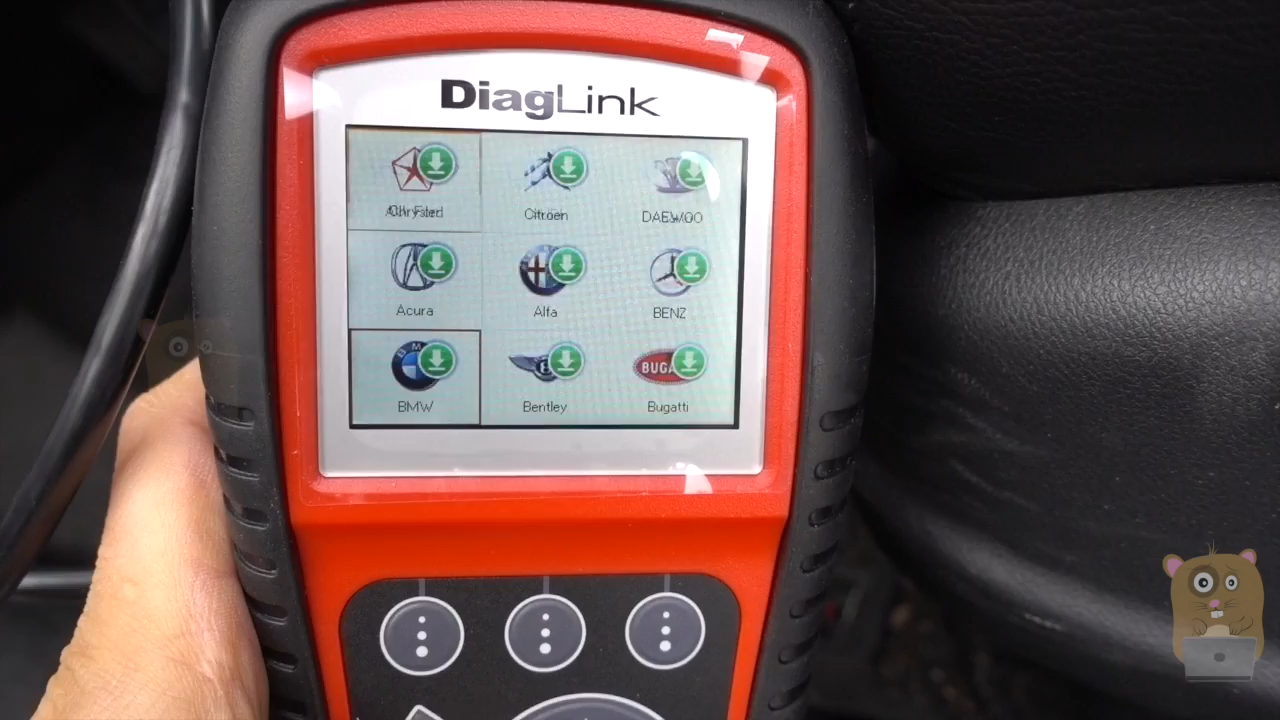 DiagLink
Chrysler Citroën DAEWOO
Acura Alfa BENZ
BMW Bentley Bugatti